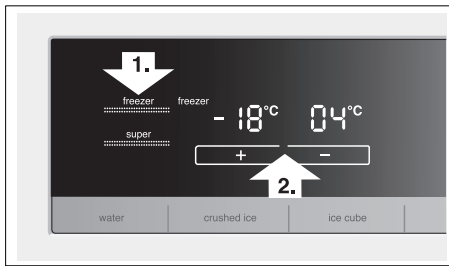 1.
freezer freezer
-18°C 04°C
super
+ -
2.
water crushed ice ice cube